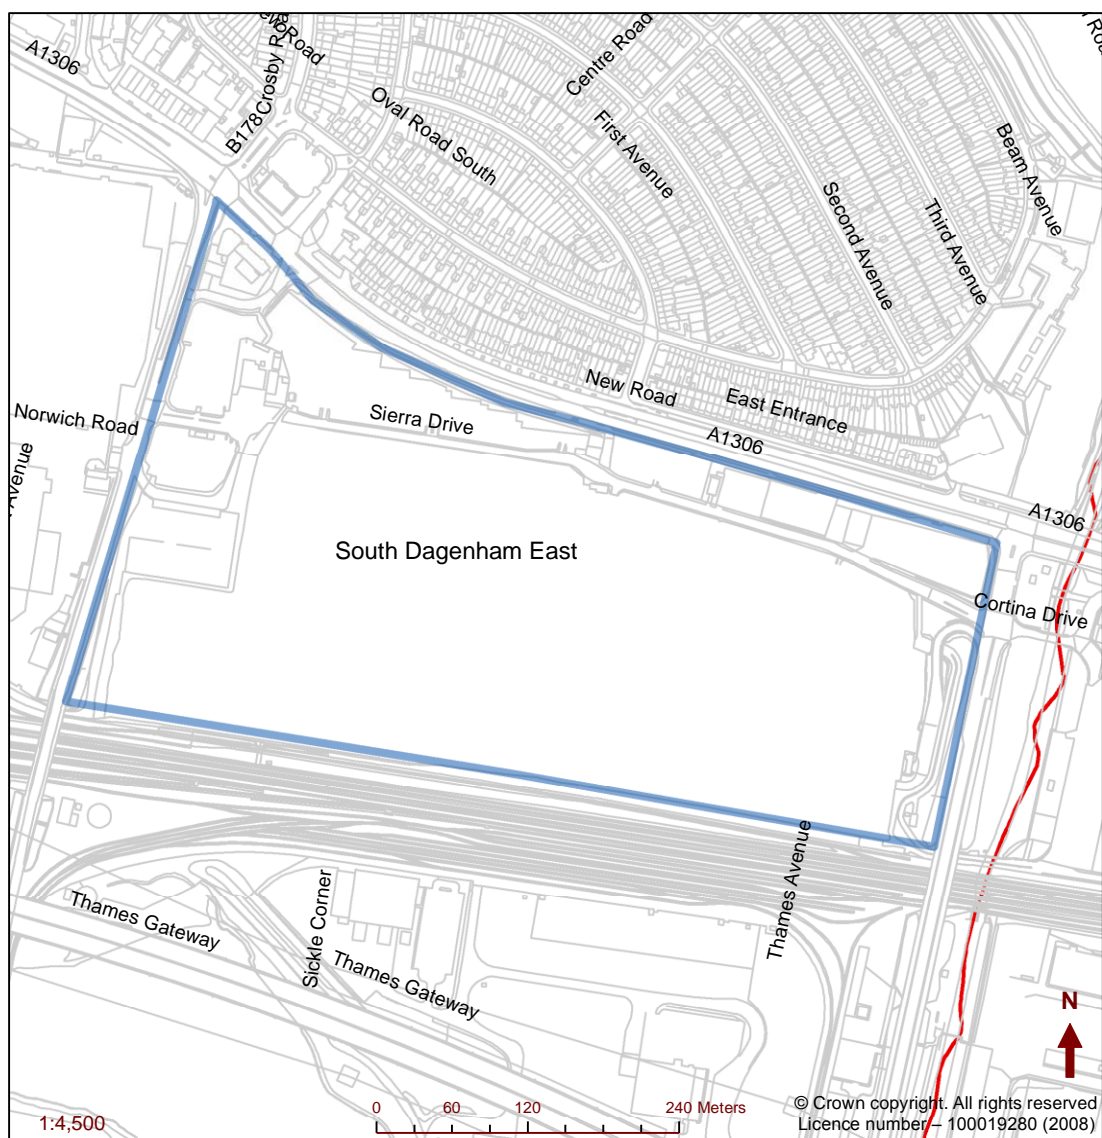 New Road
A1306
B178
Crosby R
Centre Road
Oval Road South
First Avenue
Beam Avenue
Second Avenue
Third Avenue
New Road
East Entrance
Norwich Road
Sierra Drive
A1306
Avenue
A1306
South Dagenham East
Cortina Drive
Thames Avenue
Thames Gateway
Sickle Corner
Thames Gateway
N
1:4,500
0 60 120 240 Meters
© Crown copyright. All rights reserved
Licence number – 100019280 (2008)